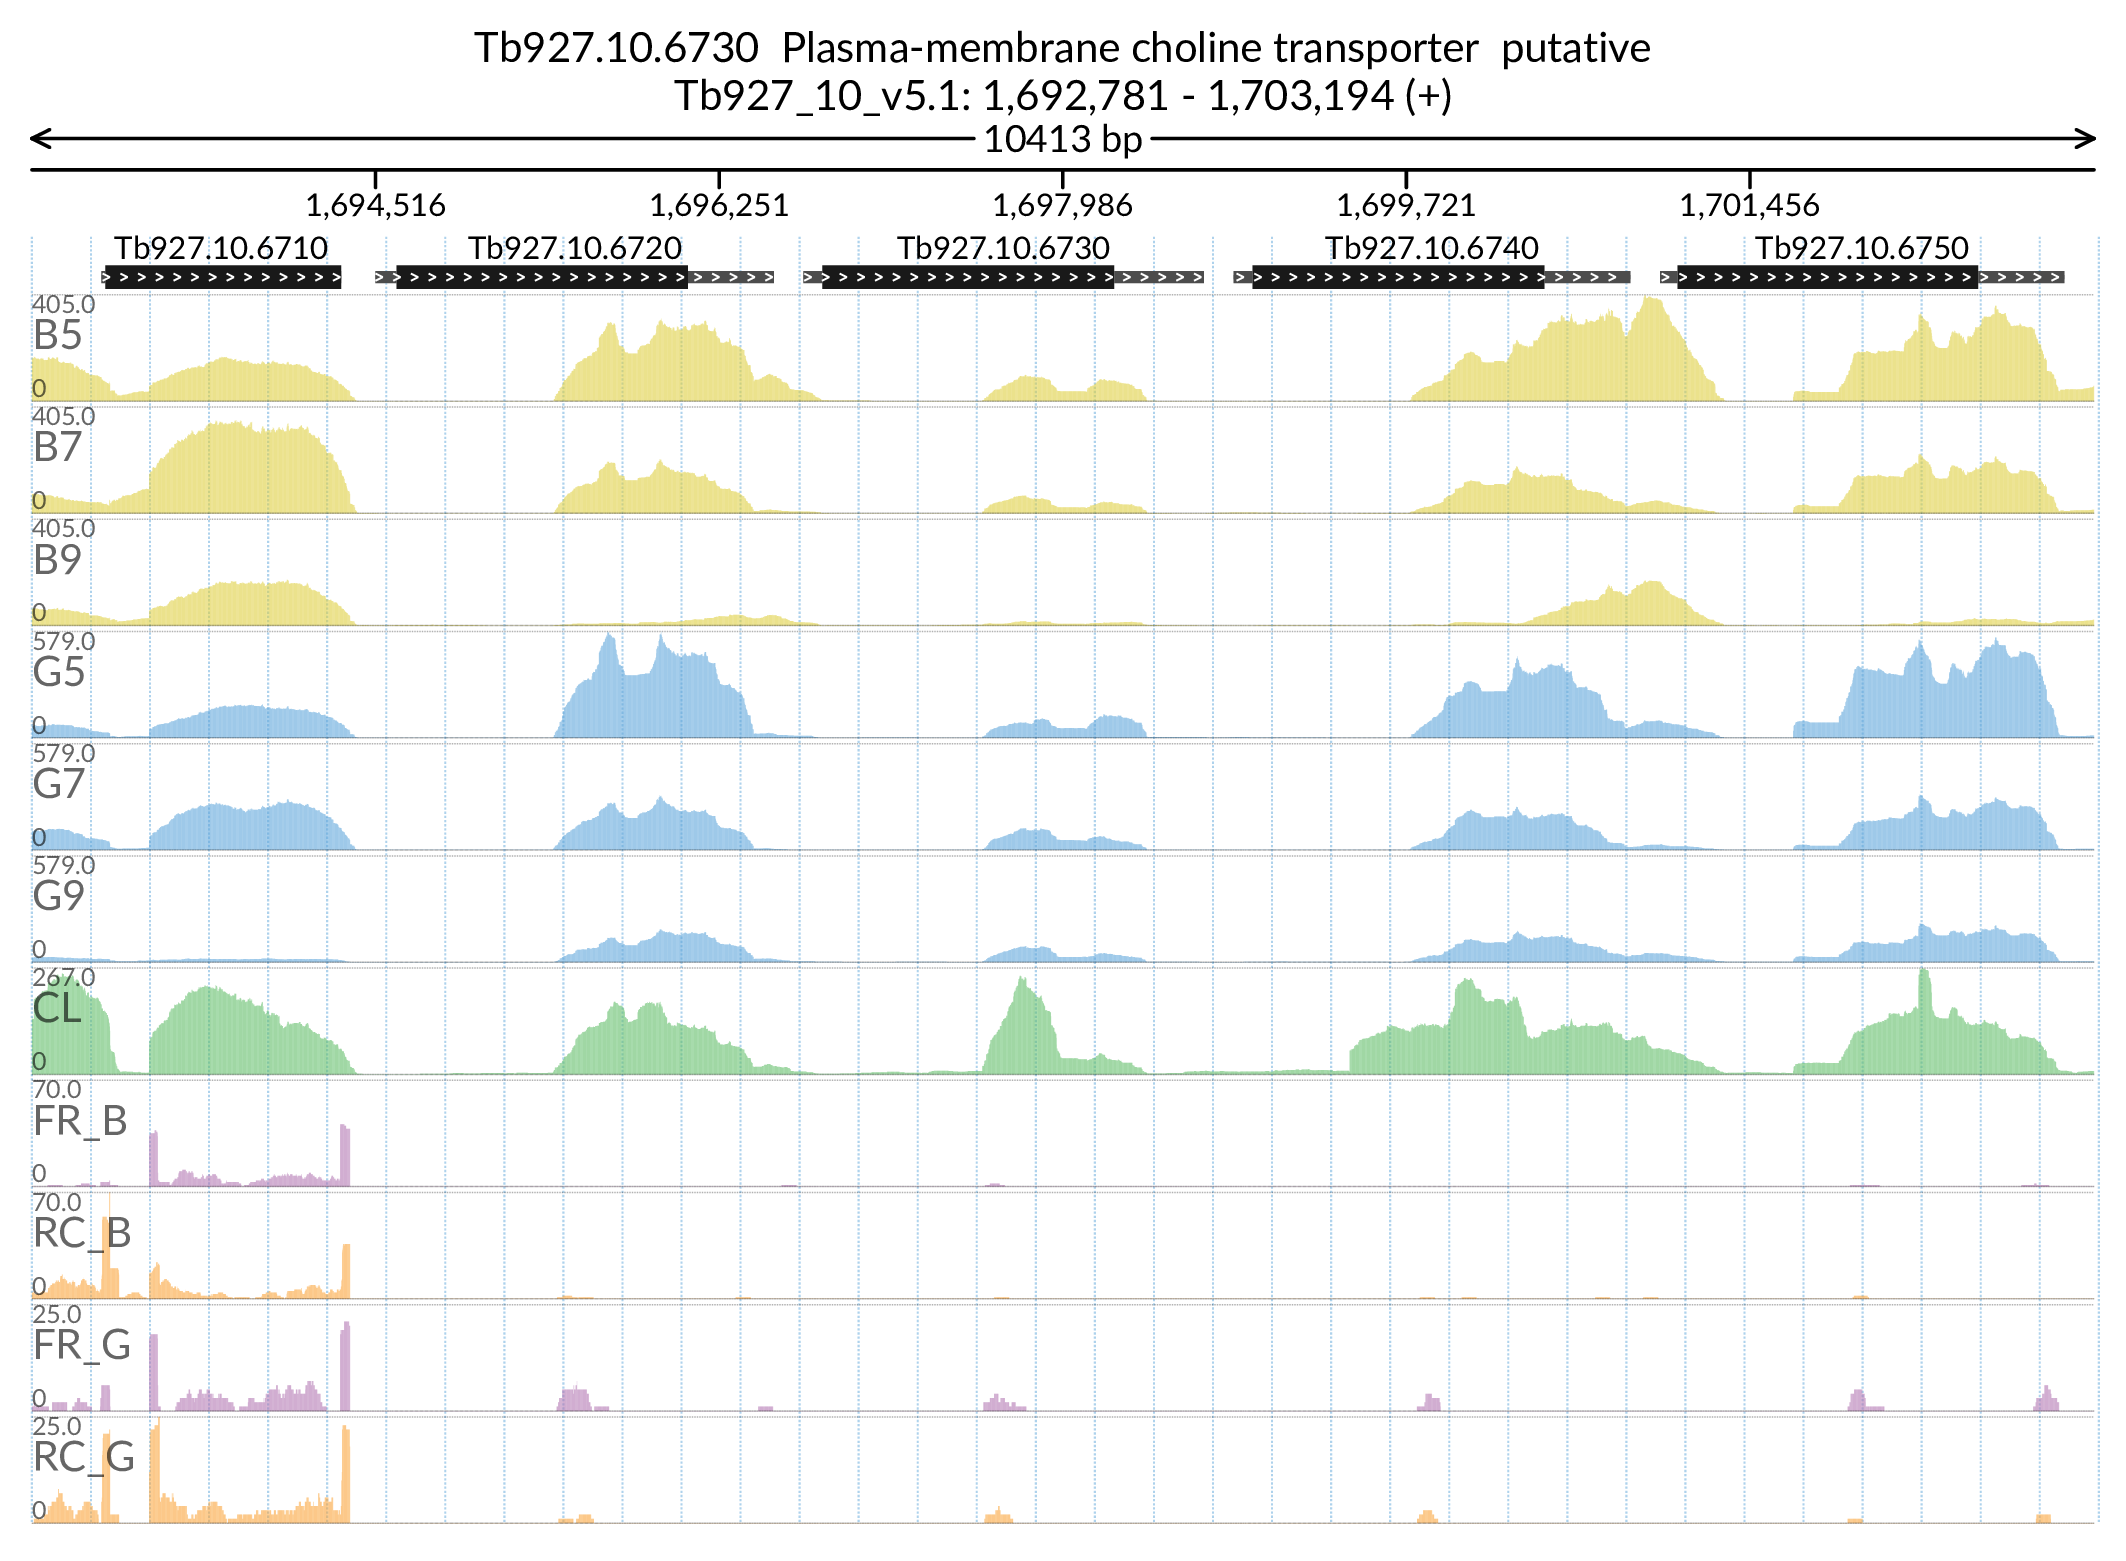 Tb927.10.6730  Plasma-membrane choline transporter  putative
Tb927_10_v5.1: 1,692,781 - 1,703,194 (+)
10413 bp
1,694,516 1,696,251 1,697,986 1,699,721 1,701,456
Tb927.10.6710 Tb927.10.6720 Tb927.10.6730 Tb927.10.6740 Tb927.10.6750
405.0
B5
0
405.0
B7
0
405.0
B9
0
579.0
G5
0
579.0
G7
0
579.0
G9
0
267.0
CL
0
70.0
FR_B
0
70.0
RC_B
0
25.0
FR_G
0
25.0
RC_G
0